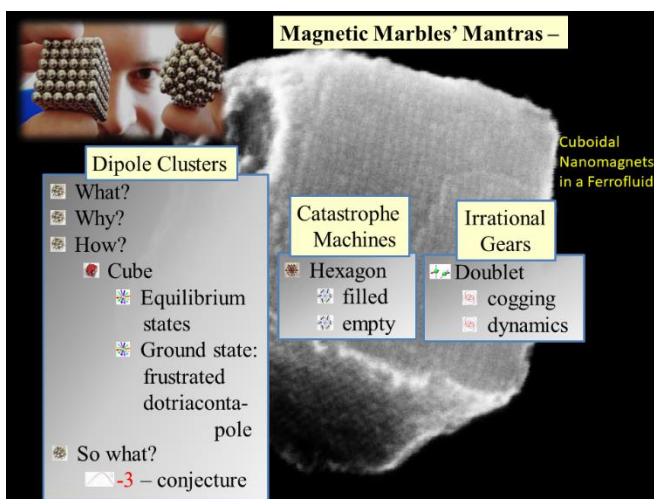 Magnetic Marbles’ Mantras –
Cuboidal
Nanomagnets
in a Ferrofluid
Dipole Clusters
What?
Why?
How?
Cube
Equilibrium
states
Ground state:
frustrated
dotriaconta-
pole
So what?
-3 – conjecture
Catastrophe
Machines
Hexagon
filled
empty
Irrational
Gears
Doublet
cogging
dynamics